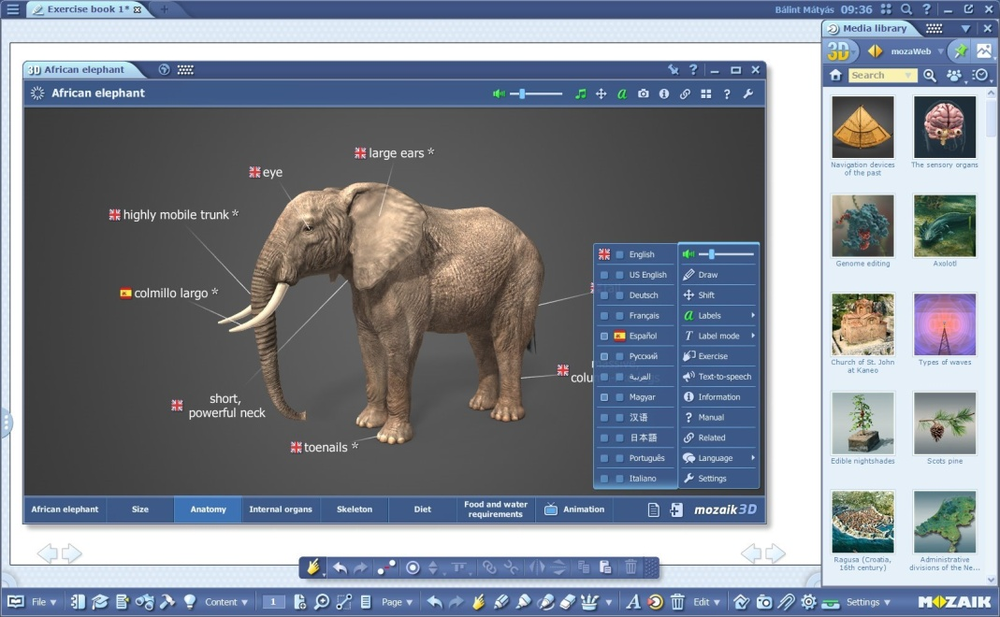 Exercise book 1*
Bálint Mátyás 09:36
Media library
3D mozaWeb
Search
3D African elephant
African elephant
large ears *
eye
highly mobile trunk *
colmillo largo *
short,
powerful neck
toenails *
colu
English
US English
Deutsch
Français
Español
Русский
العربية
Magyar
汉语
日本語
Português
Italiano
Draw
Shift
Labels
Label mode
Exercise
Text-to-speech
Information
Manual
Related
Language
Settings
African elephant
Size
Anatomy
Internal organs
Skeleton
Diet
Food and water
requirements
Animation
mozaik3D
Navigation devices
of the past
The sensory organs
Genome editing
Axolotl
Church of St. John
at Kaneo
Types of waves
Edible nightshades
Scots pine
Ragusa (Croatia,
16th century)
Administrative
divisions of the Ne...
File
Content
1
Page
Edit
Settings
MOZAIK